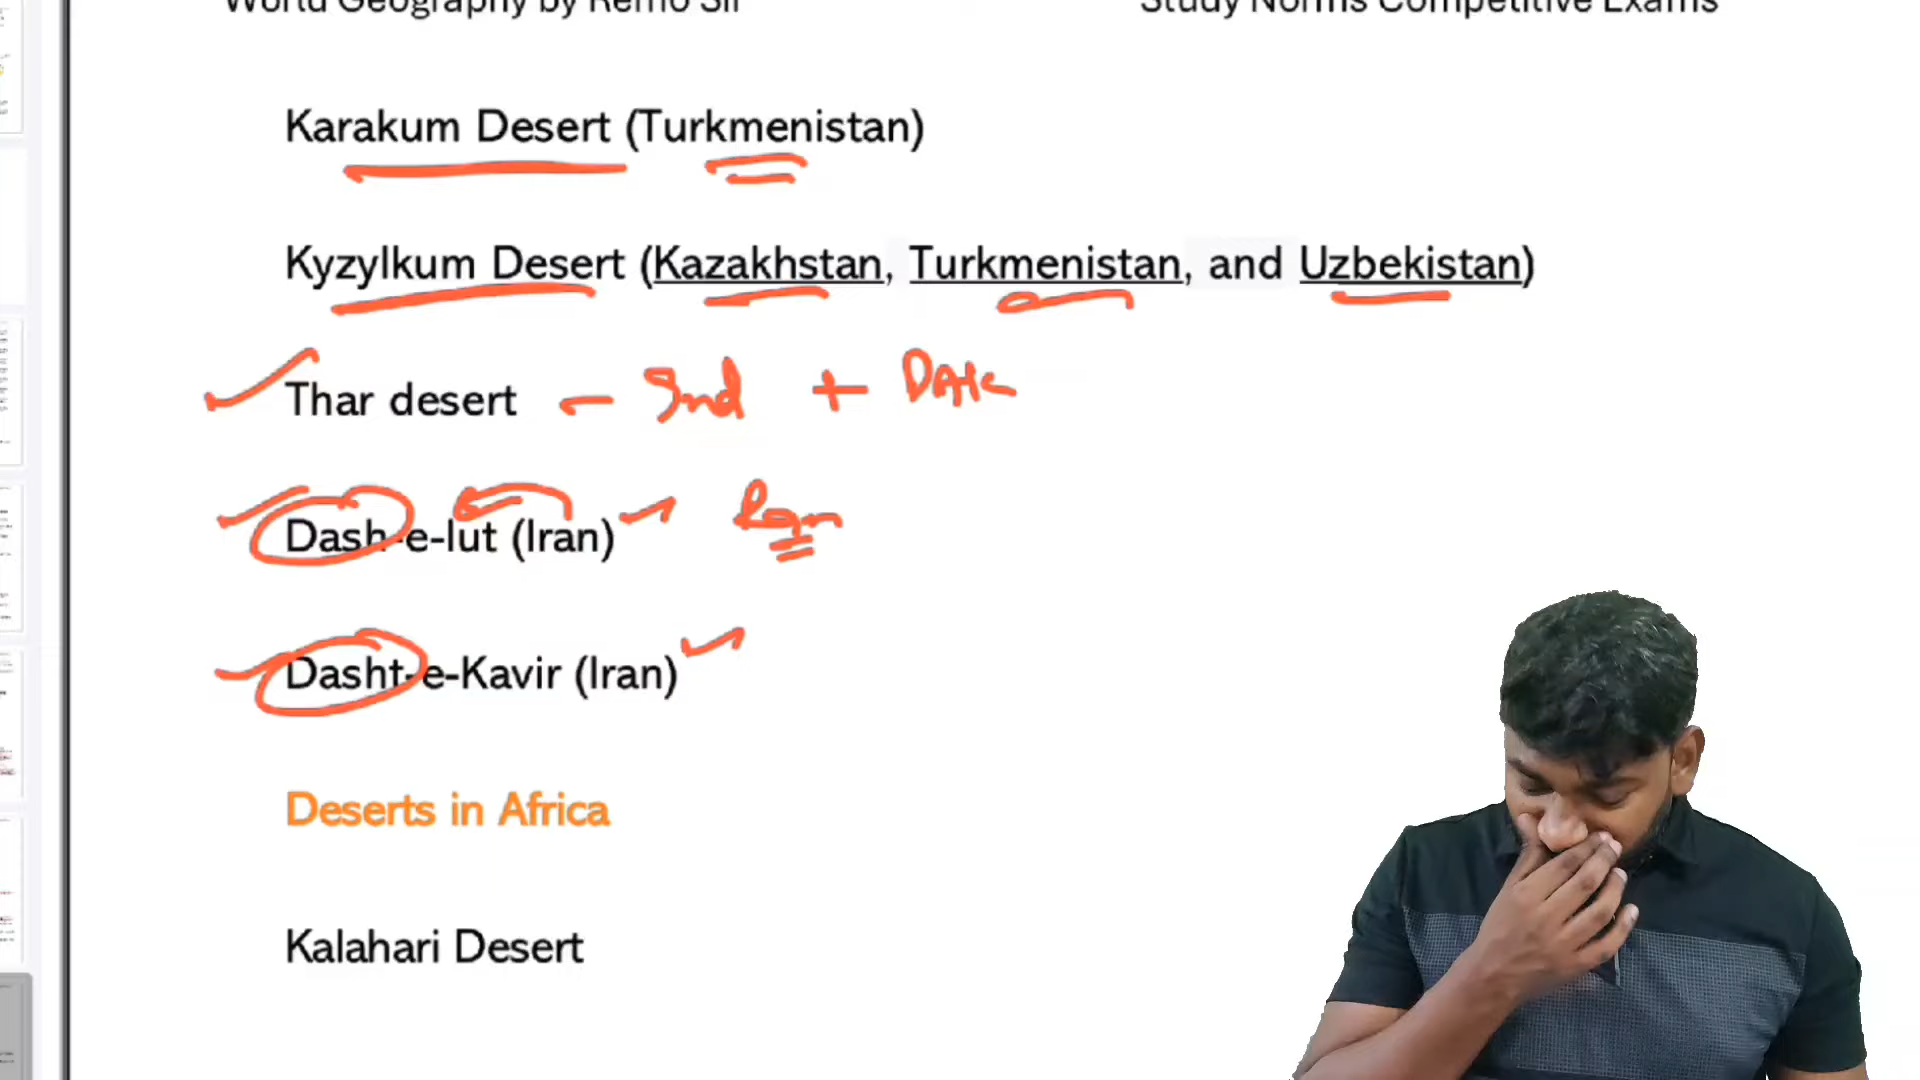 World Geography by Remo Sir Study Norms Competitive Exams
Karakum Desert (Turkmenistan)
Kyzylkum Desert (Kazakhstan, Turkmenistan, and Uzbekistan)
Thar desert – Ind +
Dash-e-lut (Iran)
Dasht-e-Kavir (Iran)
Deserts in Africa
Kalahari Desert